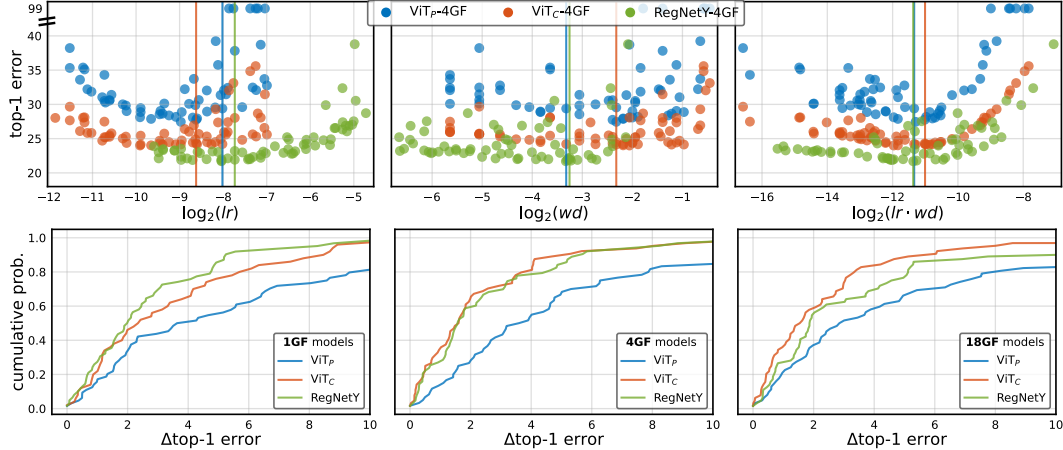 ViT_P-4GF ViT_C-4GF RegNetY-4GF
top-1 error
99
40
35
30
25
20
−12 −11 −10 −9 −8 −7 −6 −5
log₂(lr)
−6 −5 −4 −3 −2 −1
log₂(wd)
−16 −14 −12 −10 −8
log₂(lr · wd)
cumulative prob.
1.0
0.8
0.6
0.4
0.2
0.0
0 2 4 6 8 10
Δtop-1 error
1GF models
ViT_P
ViT_C
RegNetY
0 2 4 6 8 10
Δtop-1 error
4GF models
ViT_P
ViT_C
RegNetY
0 2 4 6 8 10
Δtop-1 error
18GF models
ViT_P
ViT_C
RegNetY